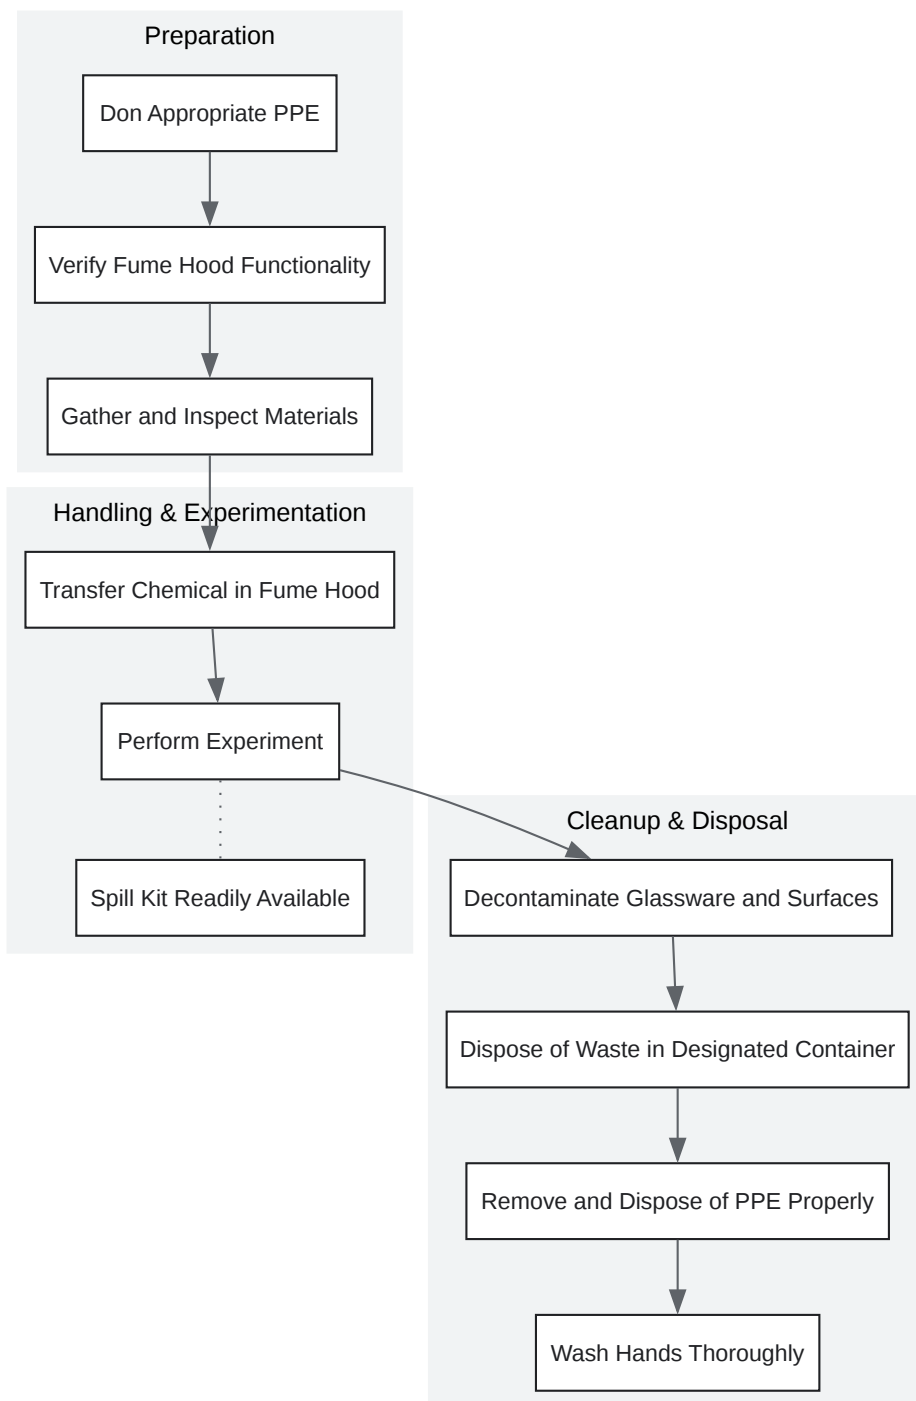 Preparation
Don Appropriate PPE
Verify Fume Hood Functionality
Gather and Inspect Materials
Handling & Experimentation
Transfer Chemical in Fume Hood
Perform Experiment
Spill Kit Readily Available
Cleanup & Disposal
Decontaminate Glassware and Surfaces
Dispose of Waste in Designated Container
Remove and Dispose of PPE Properly
Wash Hands Thoroughly